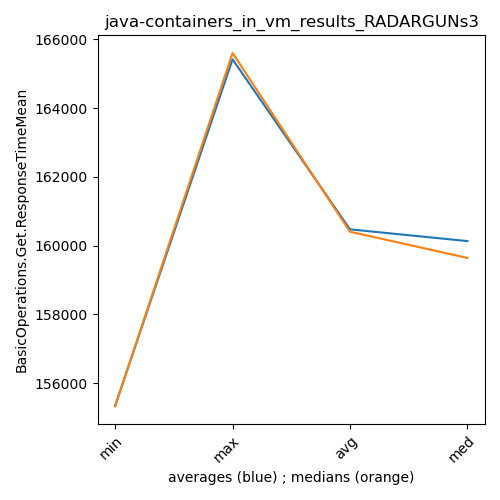 java-containers_in_vm_results_RADARGUNs3
BasicOperations.Get.ResponseTimeMean
166000
164000
162000
160000
158000
156000
min
max
avg
med
averages (blue) ; medians (orange)